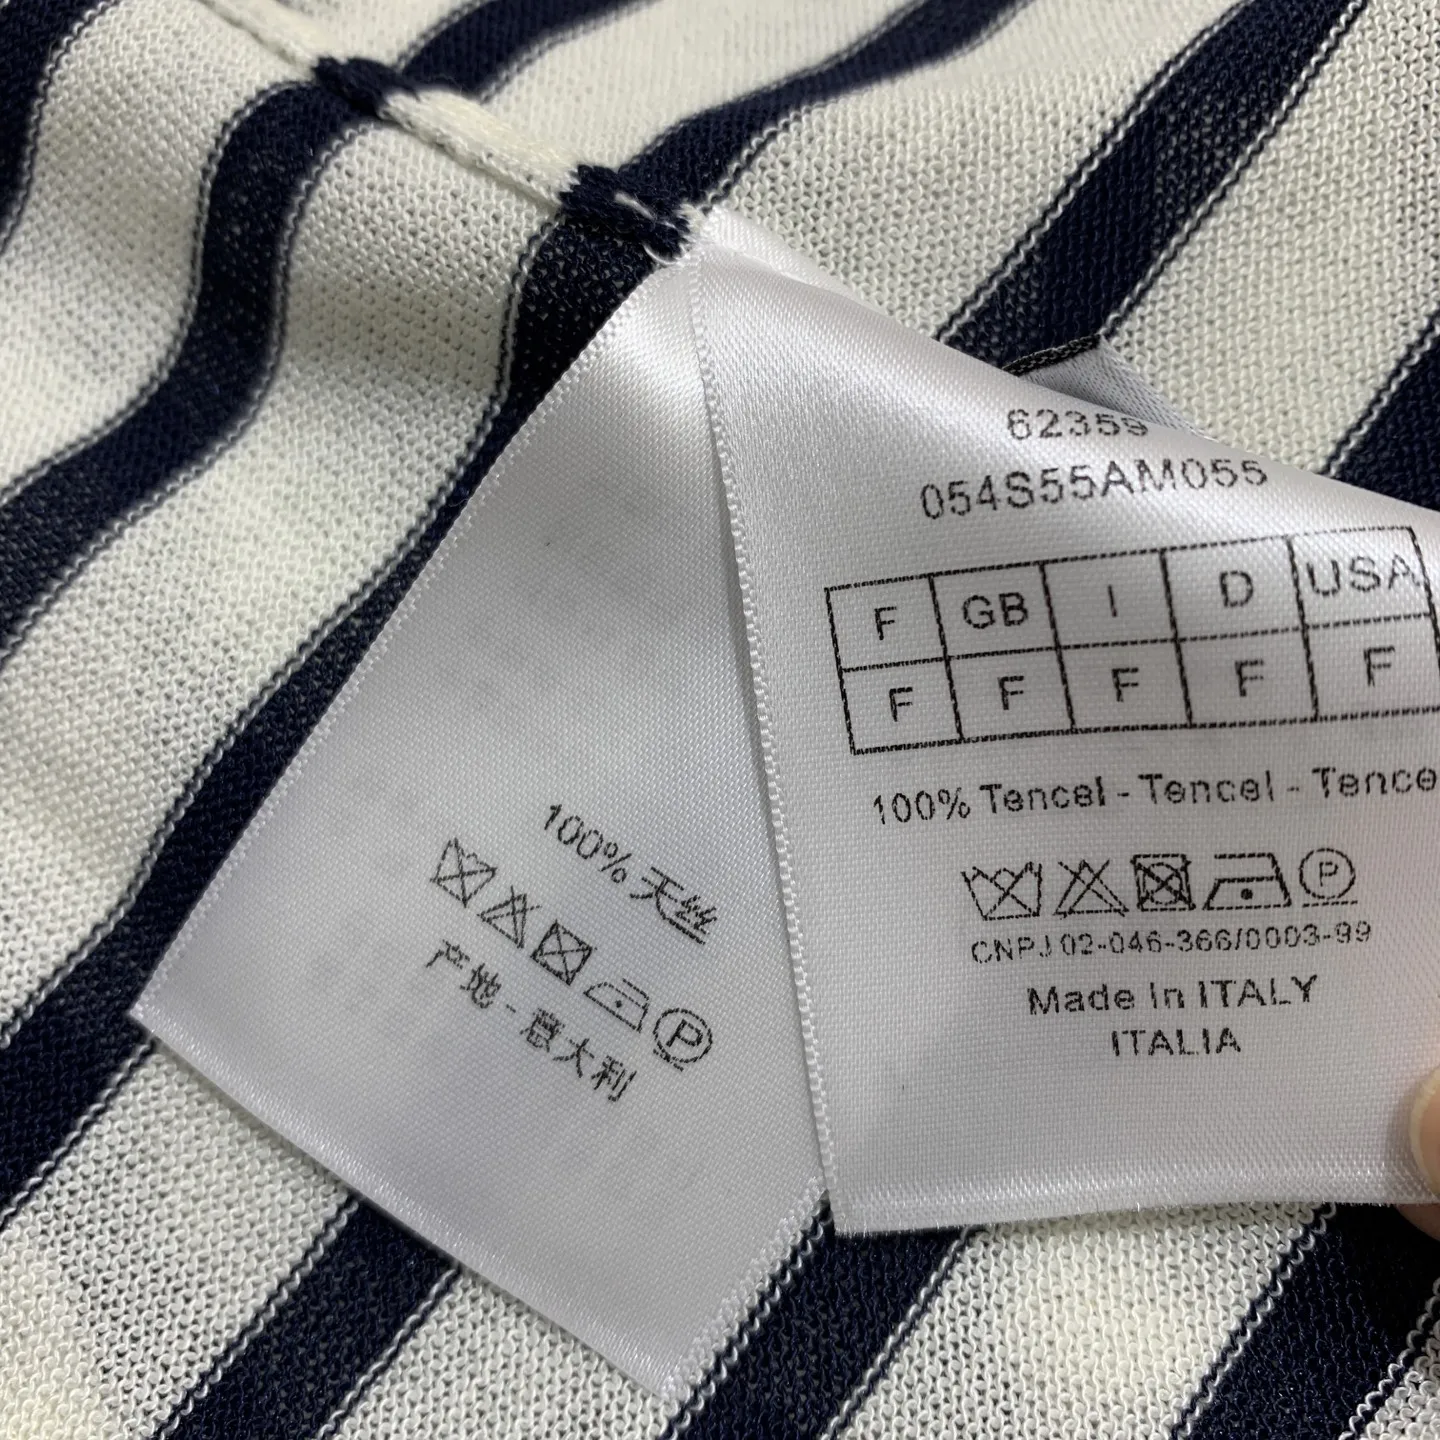 100% 天丝
P
产地 - 意大利
62359
054S55AM055
F GB I D USA
F F F F F
100% Tencel - Tencel - Tence
P
CNPJ 02-046-366/0003-99
Made in ITALY
ITALIA